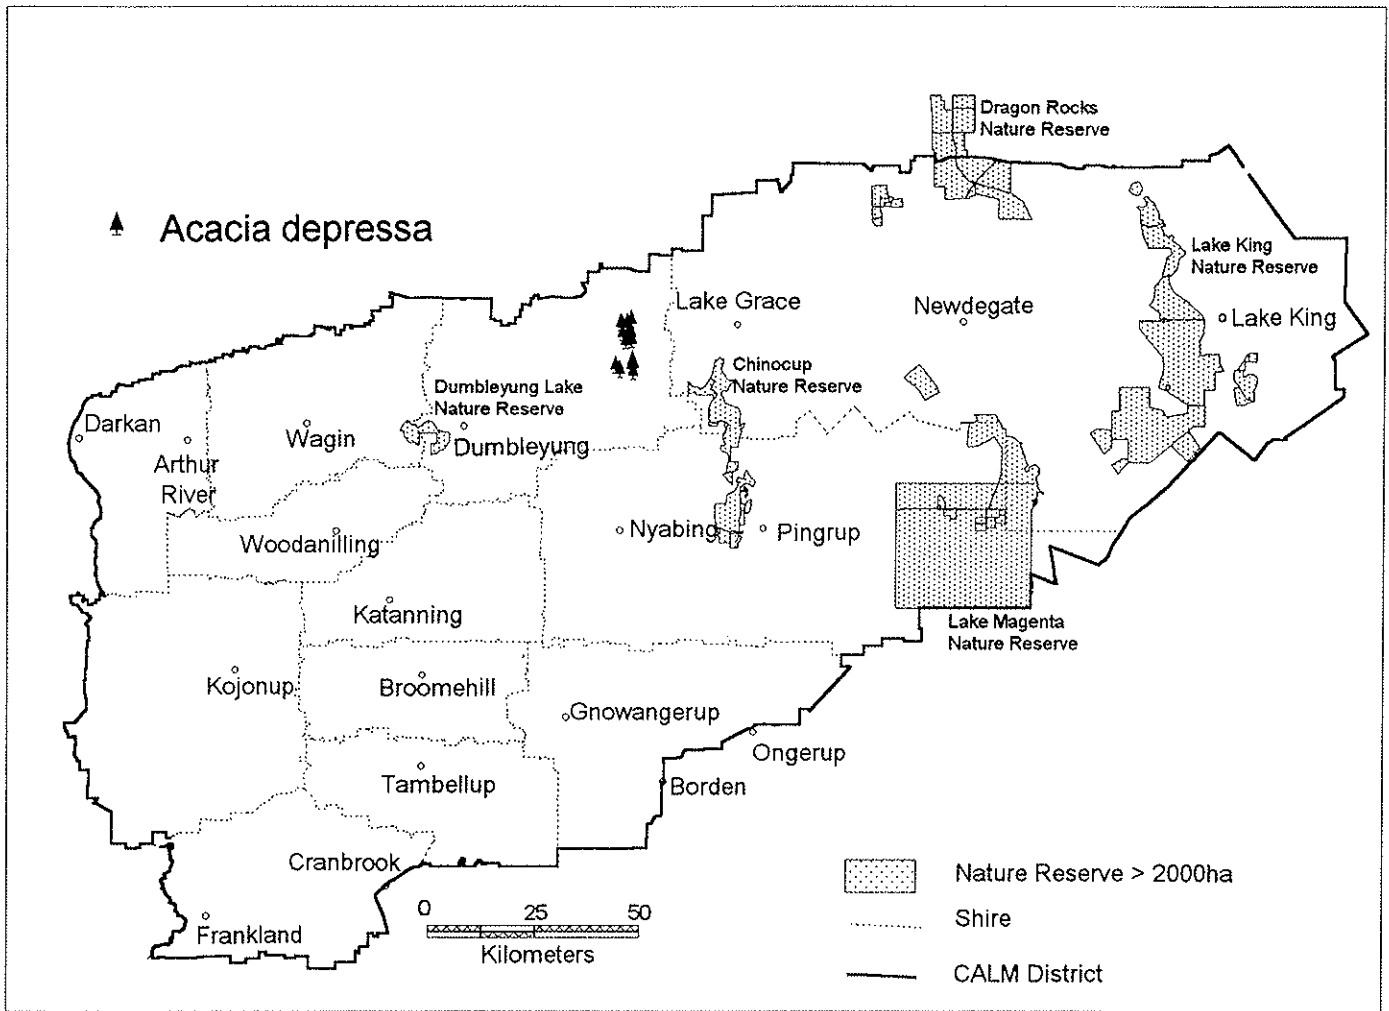 Dragon Rocks
Nature Reserve
Acacia depressa
Lake King
Nature Reserve
Lake Grace
Newdegate
Lake King
Chinocup
Nature Reserve
Dumbleyung Lake
Nature Reserve
Darkan
Wagin
Dumbleyung
Arthur
River
Nyabing
Pingrup
Woodanilling
Katanning
Lake Magenta
Nature Reserve
Kojonup
Broomehill
Gnowangerup
Ongerup
Tambellup
Borden
Cranbrook
Nature Reserve > 2000ha
0 25 50
Shire
Frankland
Kilometers
CALM District